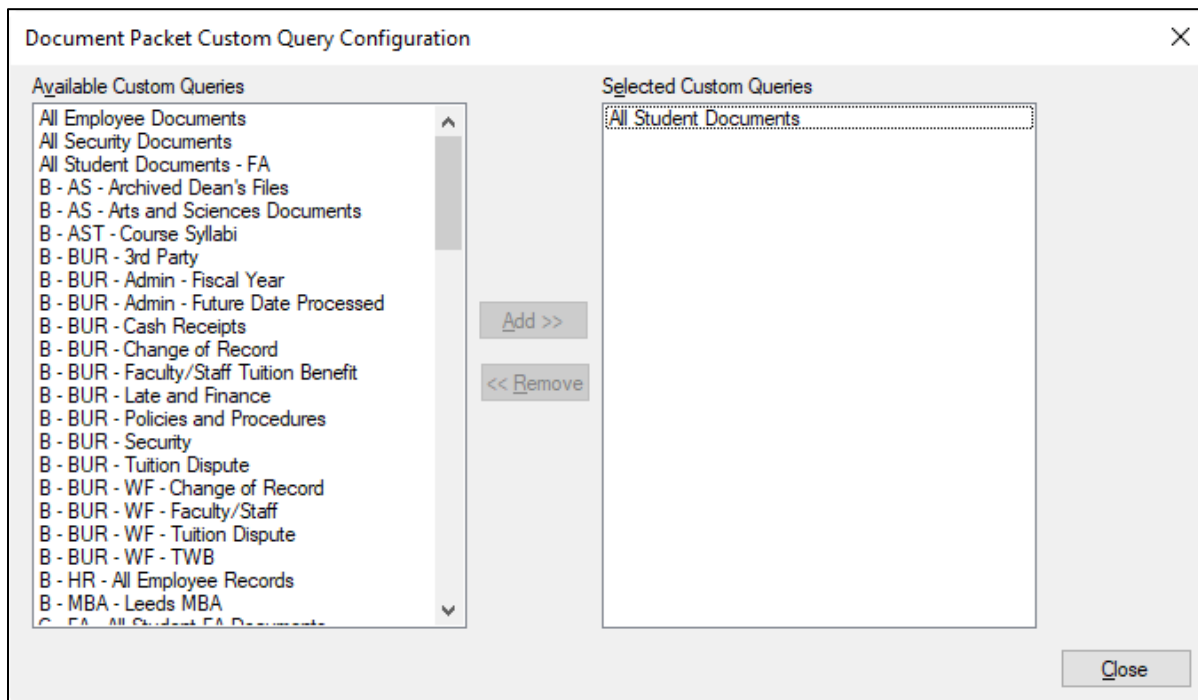 Document Packet Custom Query Configuration
Available Custom Queries
All Employee Documents
All Security Documents
All Student Documents - FA
B - AS - Archived Dean's Files
B - AS - Arts and Sciences Documents
B - AST - Course Syllabi
B - BUR - 3rd Party
B - BUR - Admin - Fiscal Year
B - BUR - Admin - Future Date Processed
B - BUR - Cash Receipts
B - BUR - Change of Record
B - BUR - Faculty/Staff Tuition Benefit
B - BUR - Late and Finance
B - BUR - Policies and Procedures
B - BUR - Security
B - BUR - Tuition Dispute
B - BUR - WF - Change of Record
B - BUR - WF - Faculty/Staff
B - BUR - WF - Tuition Dispute
B - BUR - WF - TWB
B - HR - All Employee Records
B - MBA - Leeds MBA
Add >>
<< Remove
Selected Custom Queries
All Student Documents
Close